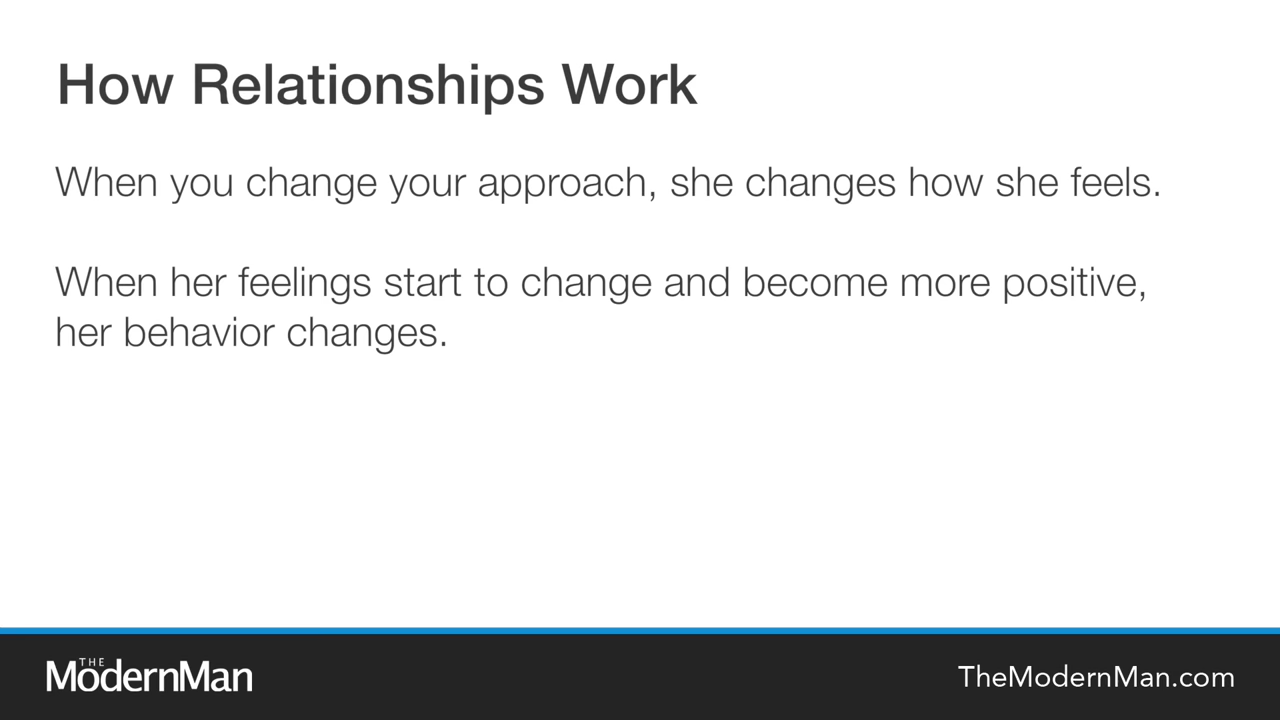 How Relationships Work
When you change your approach, she changes how she feels.
When her feelings start to change and become more positive,
her behavior changes.
THE
ModernMan
TheModernMan.com